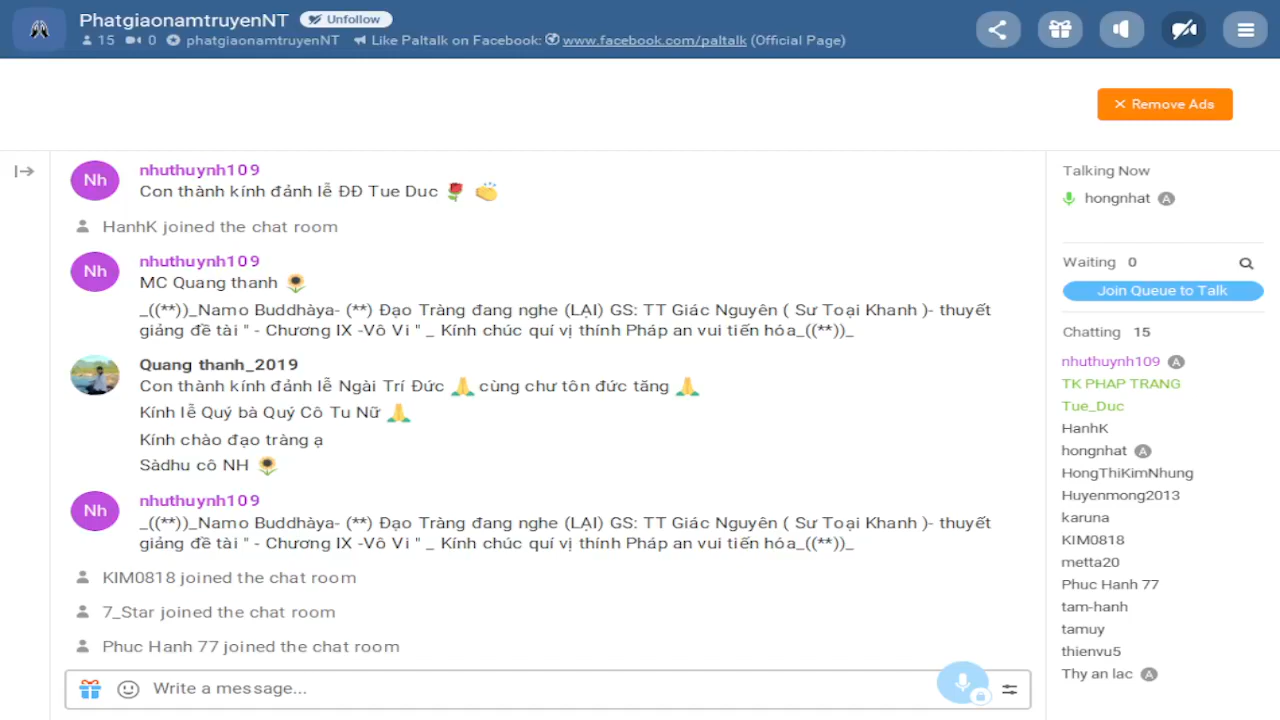 PhatgiaonamtruyenNT Unfollow
15 0 phatgiaonamtruyenNT Like Paltalk on Facebook: www.facebook.com/paltalk (Official Page)
Remove Ads
Nh
nhuthuynh109
Con thành kính đảnh lễ ĐĐ Tue Duc
HanhK joined the chat room
Nh
nhuthuynh109
MC Quang thanh
_((**))_Namo Buddhàya- (**) Đạo Tràng đang nghe (LẠI) GS: TT Giác Nguyên ( Sư Toại Khanh )- thuyết
giảng đề tài " - Chương IX -Vô Vi " _ Kính chúc quí vị thính Pháp an vui tiến hóa_((**))_
Quang thanh_2019
Con thành kính đảnh lễ Ngài Trí Đức 🙏 cùng chư tôn đức tăng 🙏
Kính lễ Quý bà Quý Cô Tu Nữ 🙏
Kính chào đạo tràng ạ
Sàdhu cô NH
Nh
nhuthuynh109
_((**))_Namo Buddhàya- (**) Đạo Tràng đang nghe (LẠI) GS: TT Giác Nguyên ( Sư Toại Khanh )- thuyết
giảng đề tài " - Chương IX -Vô Vi " _ Kính chúc quí vị thính Pháp an vui tiến hóa_((**))_
KIM0818 joined the chat room
7_Star joined the chat room
Phuc Hanh 77 joined the chat room
Write a message...
Talking Now
hongnhat A
Waiting 0
Join Queue to Talk
Chatting 15
nhuthuynh109 A
TK PHAP TRANG
Tue_Duc
HanhK
hongnhat A
HongThiKimNhung
Huyenmong2013
karuna
KIM0818
metta20
Phuc Hanh 77
tam-hanh
tamuy
thienvu5
Thy an lac A